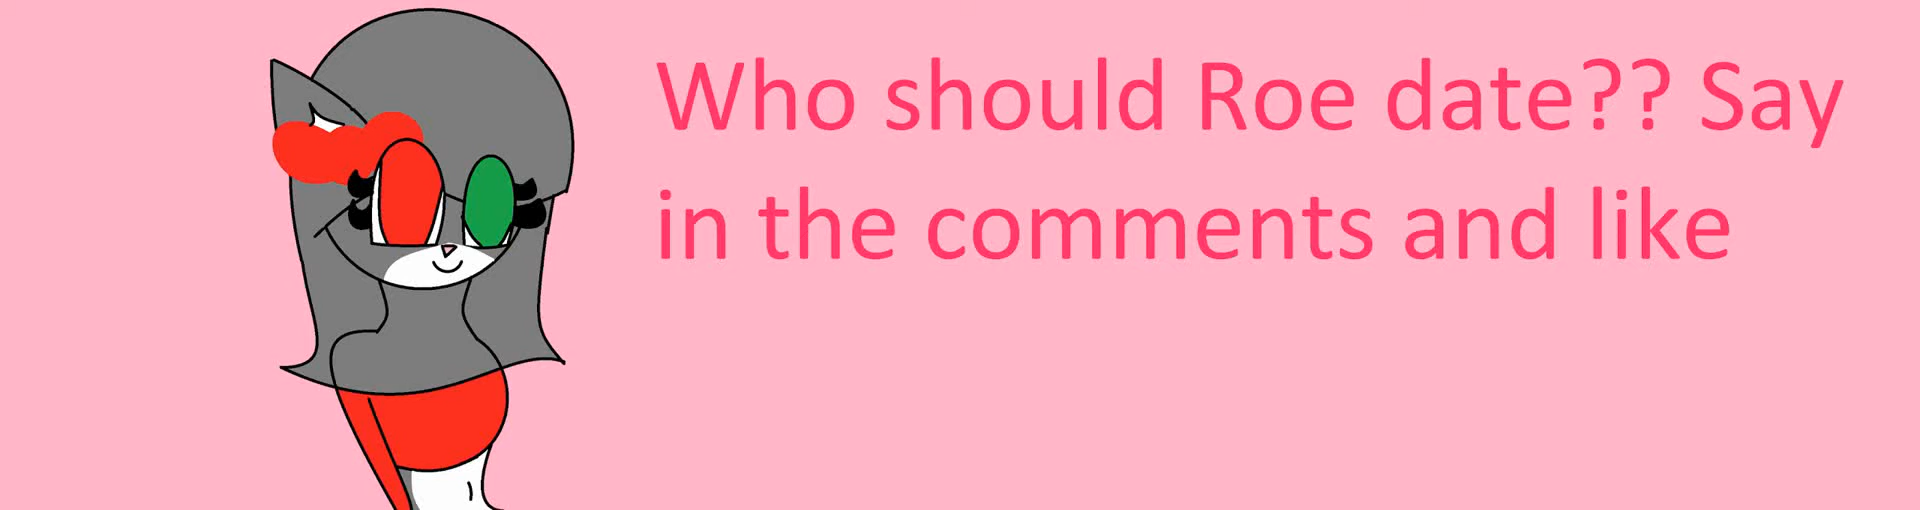 Who should Roe date?? Say
in the comments and like